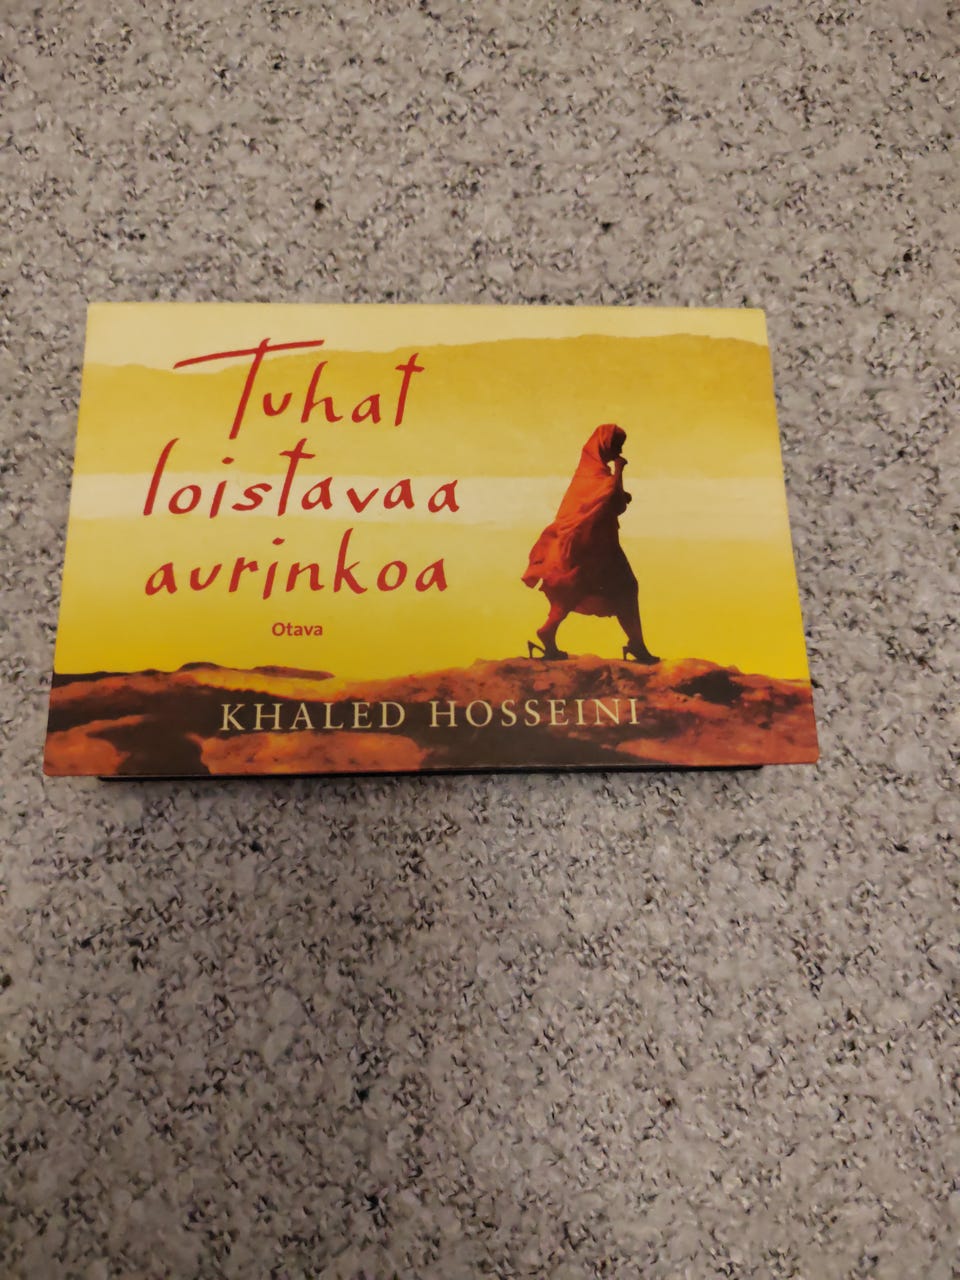 Tuhat
loistavaa
aurinkoa
Otava
KHALED HOSSEINI